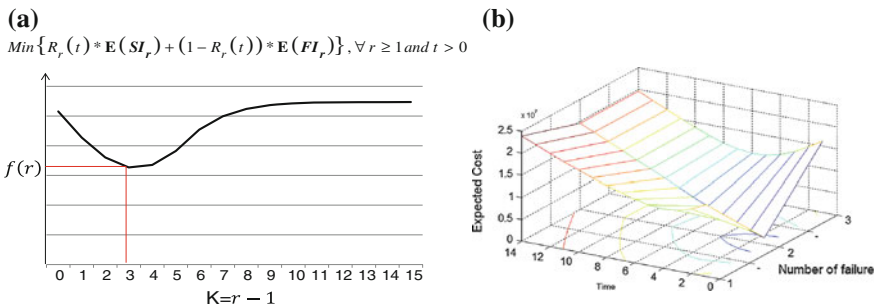 (a)
Min{R_r(t)*E(SI_r)+(1-R_r(t))*E(FI_r)}, ∀ r ≥ 1 and t > 0
f(r)
0 1 2 3 4 5 6 7 8 9 10 11 12 13 14 15
K=r − 1
(b)
x 10⁷
2.5
2
1.5
1
0.5
0
Expected Cost
14 12 10 8 6 4 2 0
Time
1 - 2 - 3
Number of failure